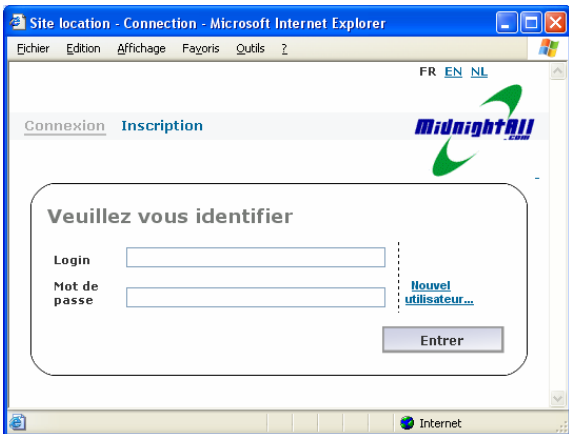 Site location - Connection - Microsoft Internet Explorer
Fichier Edition Affichage Favoris Outils ?
FR EN NL
Connexion Inscription
MidnightAll
.com
Veuillez vous identifier
Login
Mot de
passe
Nouvel
utilisateur...
Entrer
Internet